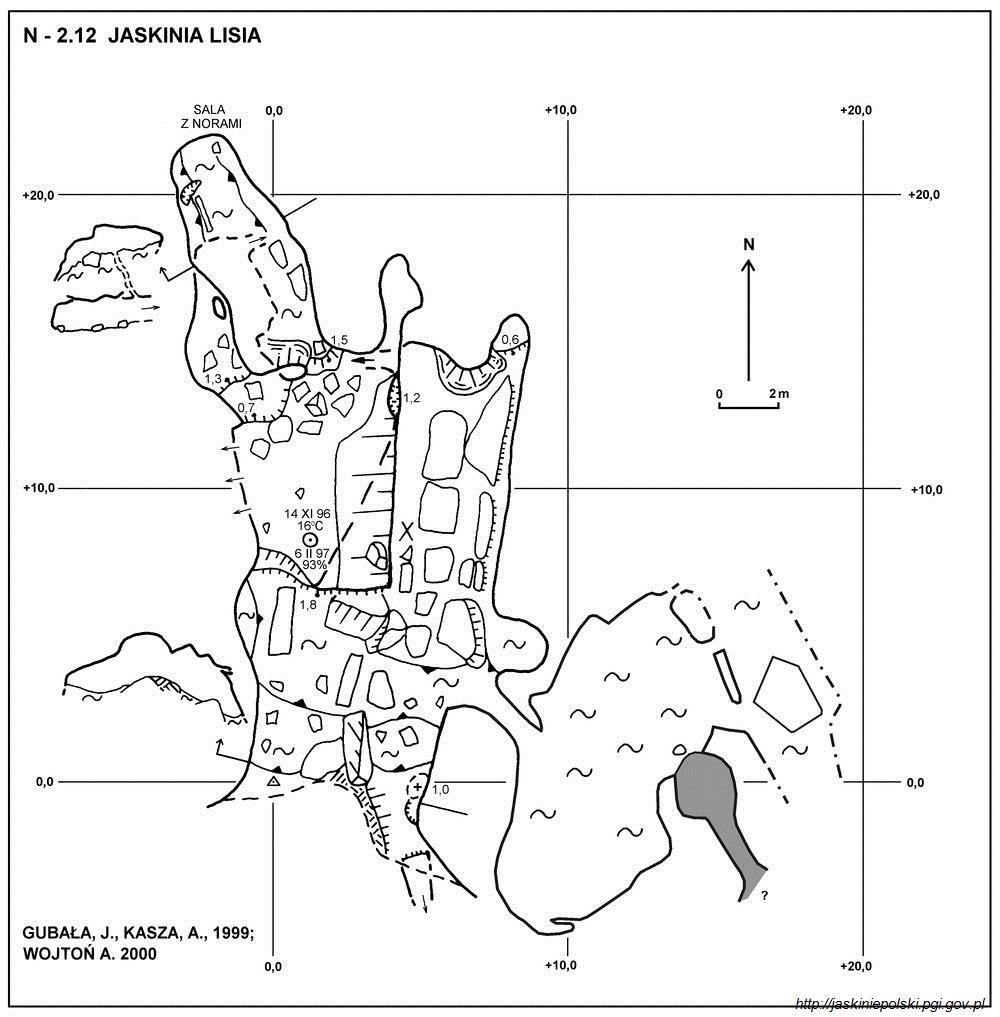 N - 2.12 JASKINIA LISIA
SALA
Z NORAMI
0,0
+10,0
+20,0
+20,0
+20,0
N
1,5
0,6
1,3
1,2
0,7
0
2 m
+10,0
+10,0
14 XI 96
16°C
X
6 II 97
93%
1,8
0,0
0,0
1,0
?
GUBAŁA, J., KASZA, A., 1999;
WOJTOŃ A. 2000
0,0
+10,0
+20,0
http://jaskiniepolski.pgi.gov.pl